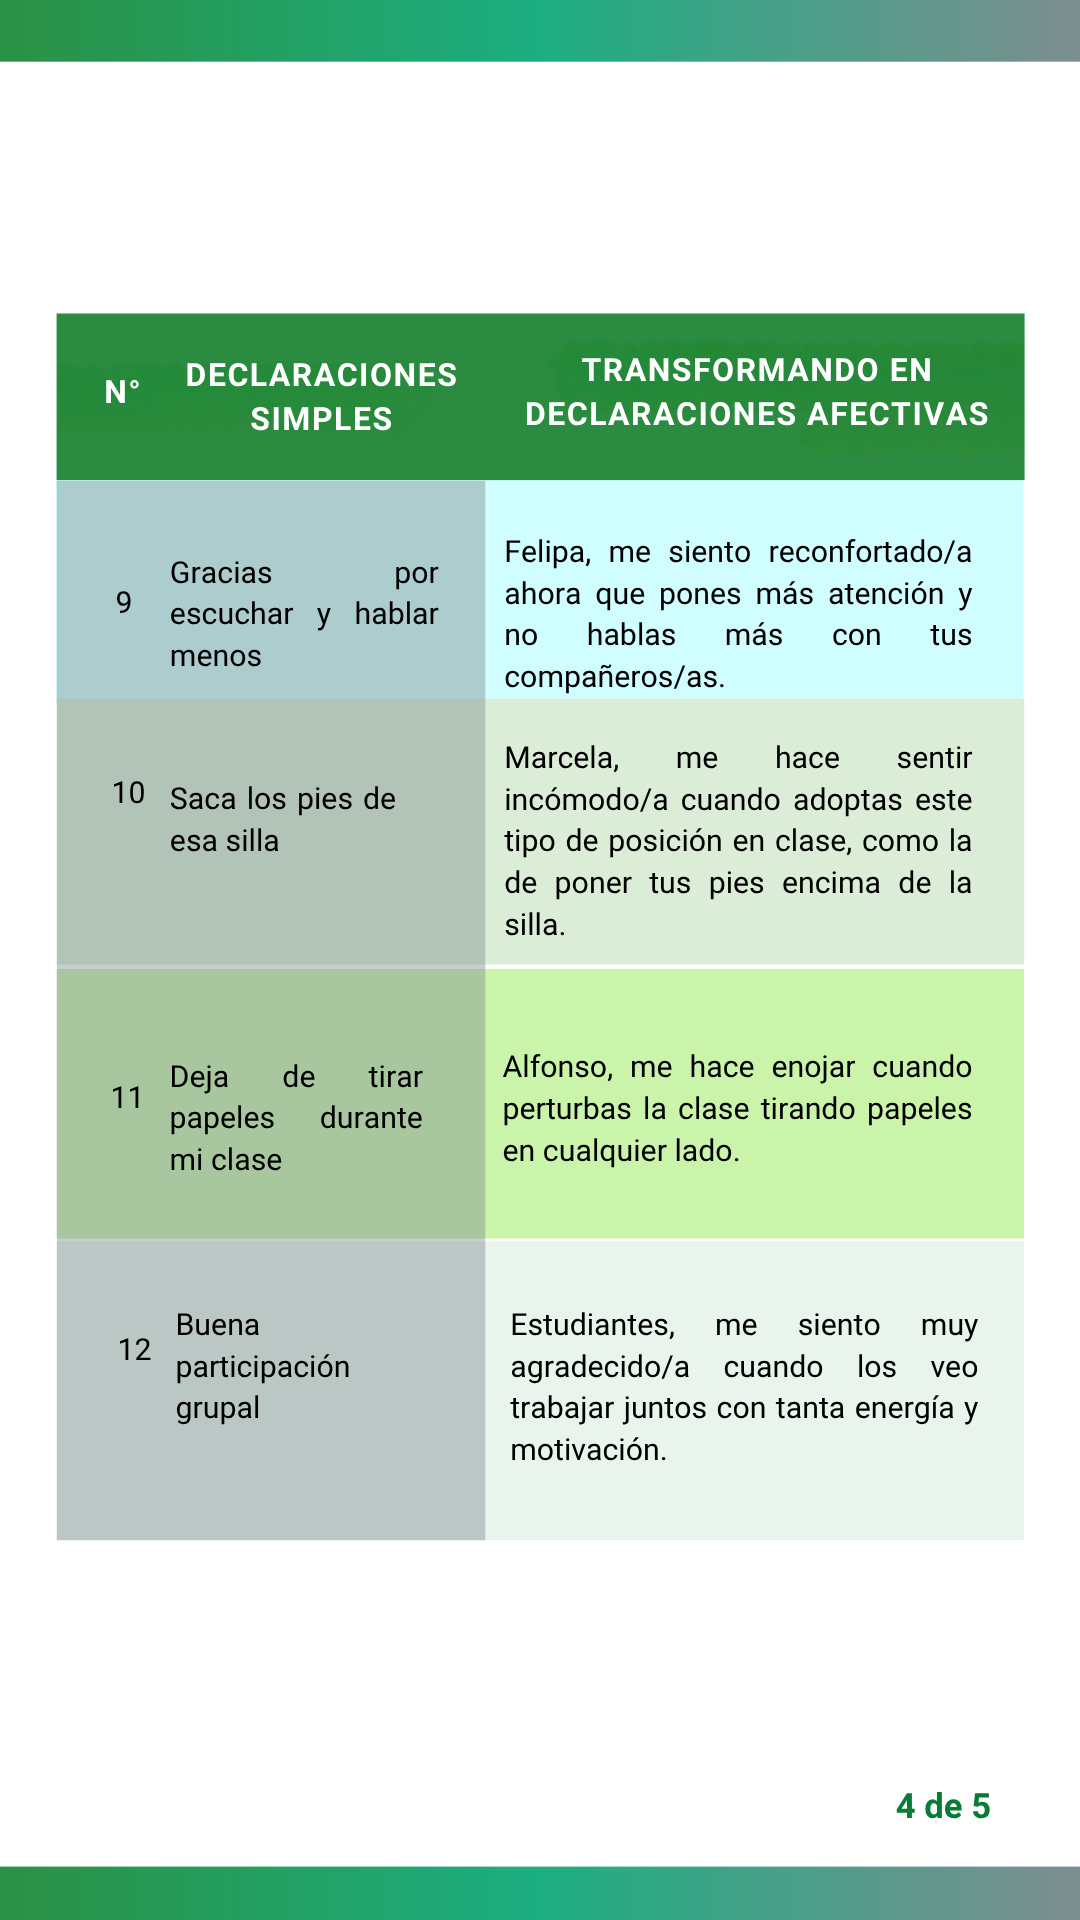 N°
DECLARACIONES
SIMPLES
TRANSFORMANDO EN
DECLARACIONES AFECTIVAS
9
Gracias por
escuchar y hablar
menos
Felipa, me siento reconfortado/a
ahora que pones más atención y
no hablas más con tus
compañeros/as.
10
Saca los pies de
esa silla
Marcela, me hace sentir
incómodo/a cuando adoptas este
tipo de posición en clase, como la
de poner tus pies encima de la
silla.
11
Deja de tirar
papeles durante
mi clase
Alfonso, me hace enojar cuando
perturbas la clase tirando papeles
en cualquier lado.
12
Buena
participación
grupal
Estudiantes, me siento muy
agradecido/a cuando los veo
trabajar juntos con tanta energía y
motivación.
4 de 5